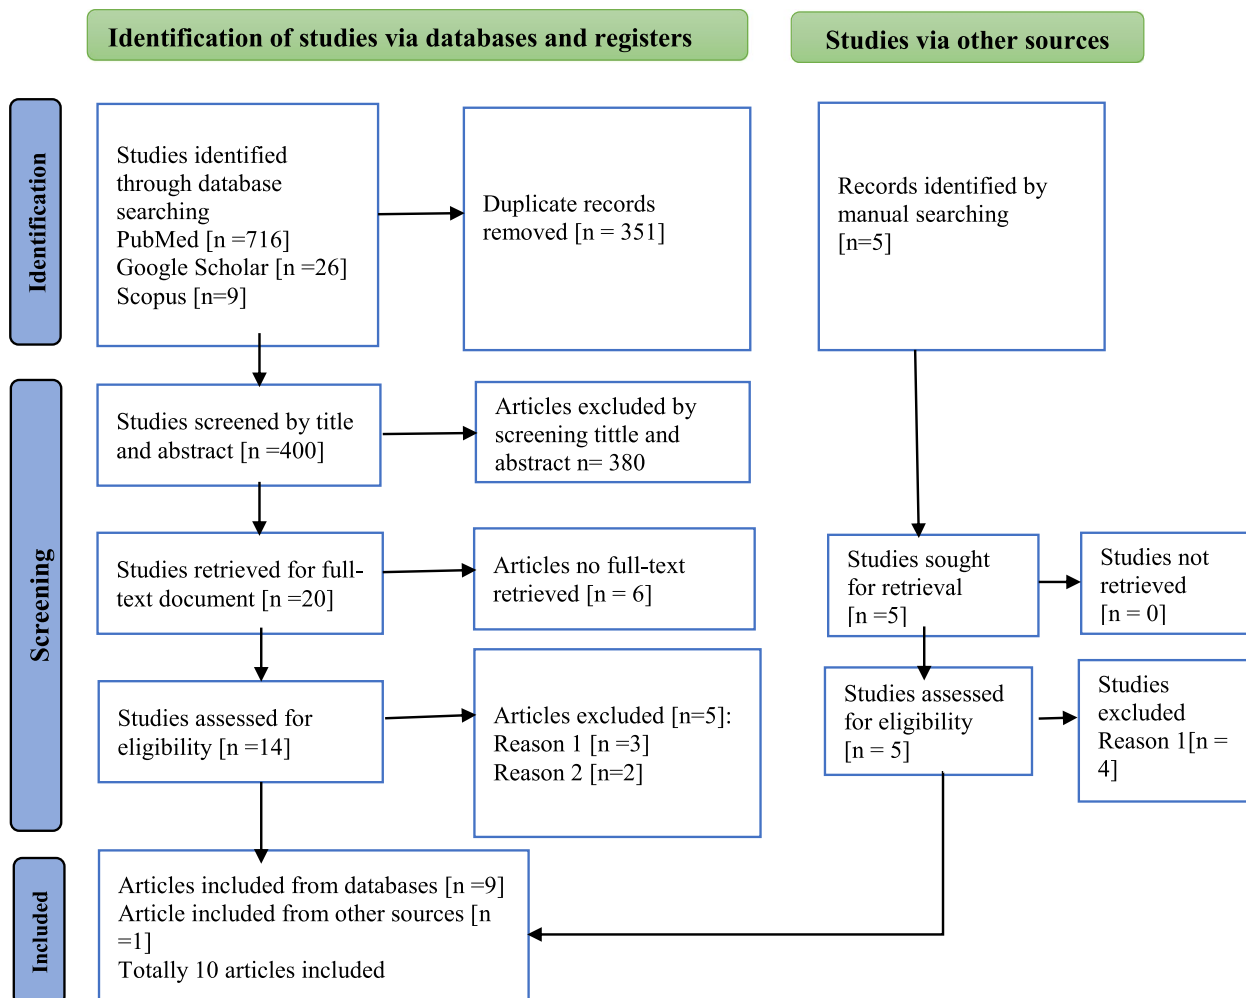 Identification of studies via databases and registers
Studies via other sources
Identification
Studies identified
through database
searching
PubMed [n =716]
Google Scholar [n =26]
Scopus [n=9]
Duplicate records
removed [n = 351]
Records identified by
manual searching
[n=5]
Screening
Studies screened by title
and abstract [n =400]
Articles excluded by
screening tittle and
abstract n= 380
Studies retrieved for full-
text document [n =20]
Articles no full-text
retrieved [n = 6]
Studies sought
for retrieval
[n =5]
Studies not
retrieved
[n = 0]
Studies assessed for
eligibility [n =14]
Articles excluded [n=5]:
Reason 1 [n =3]
Reason 2 [n=2]
Studies assessed
for eligibility
[n = 5]
Studies
excluded
Reason 1[n =
4]
Included
Articles included from databases [n =9]
Article included from other sources [n
=1]
Totally 10 articles included